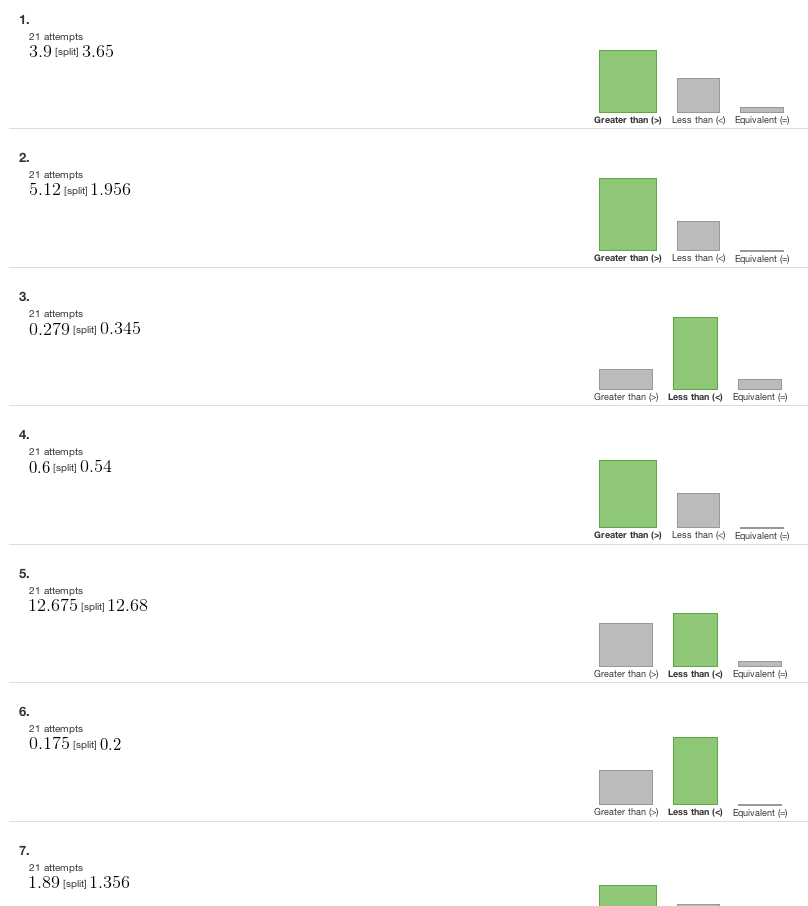 1.
21 attempts
3.9 [split] 3.65
Greater than (>) Less than (<) Equivalent (=)
2.
21 attempts
5.12 [split] 1.956
Greater than (>) Less than (<) Equivalent (=)
3.
21 attempts
0.279 [split] 0.345
Greater than (>) Less than (<) Equivalent (=)
4.
21 attempts
0.6 [split] 0.54
Greater than (>) Less than (<) Equivalent (=)
5.
21 attempts
12.675 [split] 12.68
Greater than (>) Less than (<) Equivalent (=)
6.
21 attempts
0.175 [split] 0.2
Greater than (>) Less than (<) Equivalent (=)
7.
21 attempts
1.89 [split] 1.356